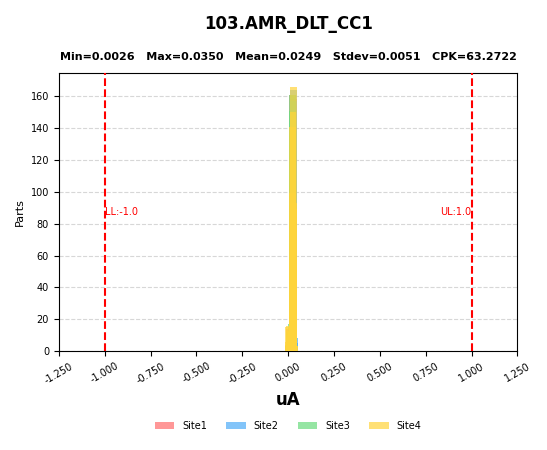 103.AMR_DLT_CC1
Min=0.0026 Max=0.0350 Mean=0.0249 Stdev=0.0051 CPK=63.2722
Parts
160
140
120
100
80
60
40
20
0
LL:-1.0
UL:1.0
-1.250 -1.000 -0.750 -0.500 -0.250 0.000 0.250 0.500 0.750 1.000 1.250
uA
Site1 Site2 Site3 Site4